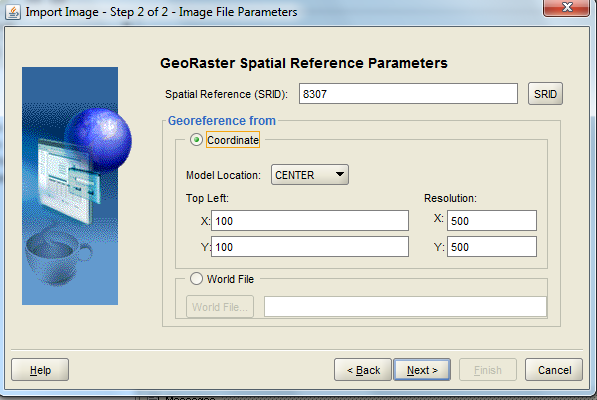 Import Image - Step 2 of 2 - Image File Parameters
GeoRaster Spatial Reference Parameters
Spatial Reference (SRID): 8307 SRID
Georeference from
Coordinate
Model Location: CENTER
Top Left: Resolution:
X: 100 X: 500
Y: 100 Y: 500
World File
World File...
Help < Back Next > Finish Cancel